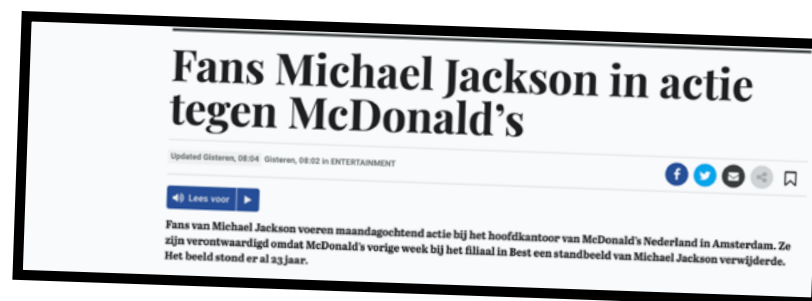 Fans Michael Jackson in actie
tegen McDonald's
Updated Gisteren, 08:04 Gisteren, 08:02 in ENTERTAINMENT
Lees voor
Fans van Michael Jackson voeren maandagochtend actie bij het hoofdkantoor van McDonald's Nederland in Amsterdam. Ze
zijn verontwaardigd omdat McDonald's vorige week bij het filiaal in Best een standbeeld van Michael Jackson verwijderde.
Het beeld stond er al 23 jaar.